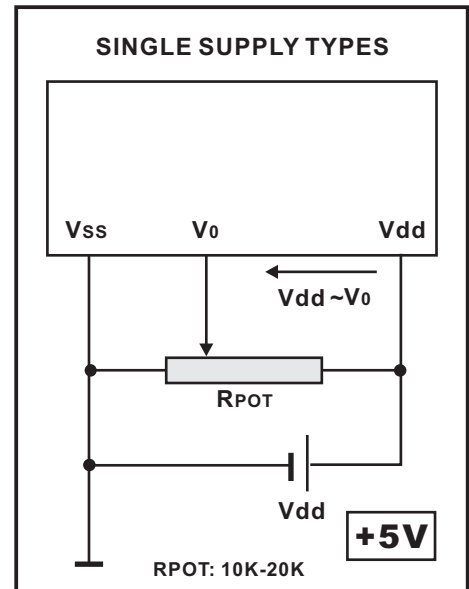 SINGLE SUPPLY TYPES
Vss V0 Vdd
Vdd ~V0
RPOT
Vdd
+5V
RPOT: 10K-20K